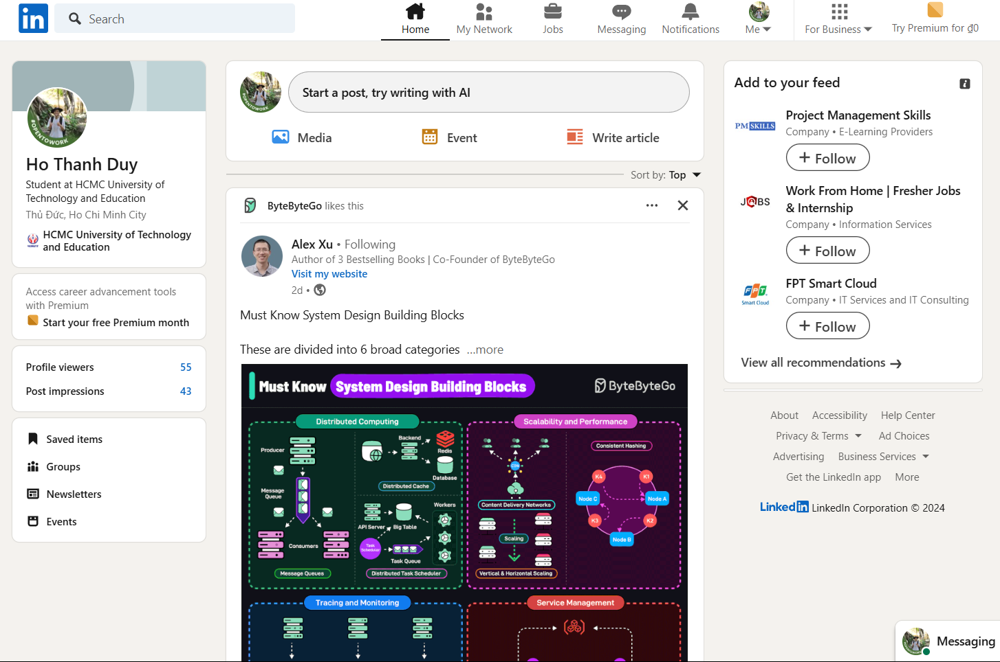 in
Search
Home
My Network
Jobs
Messaging
Notifications
Me
For Business
Try Premium for ₫0
#OPENTOWORK
Ho Thanh Duy
Student at HCMC University of
Technology and Education
Thủ Đức, Ho Chi Minh City
HCMC University of Technology
and Education
Access career advancement tools
with Premium
Start your free Premium month
Profile viewers 55
Post impressions 43
Saved items
Groups
Newsletters
Events
#OPENTOWORK
Start a post, try writing with AI
Media
Event
Write article
Sort by: Top
ByteByteGo likes this
Alex Xu • Following
Author of 3 Bestselling Books | Co-Founder of ByteByteGo
Visit my website
2d •
Must Know System Design Building Blocks
These are divided into 6 broad categories ...more
Must Know System Design Building Blocks
ByteByteGo
Distributed Computing
Producer
Message
Queue
Consumers
Message Queues
Backend
Redis
Database
Distributed Cache
Workers
API Server
Big Table
Task
Scheduler
Task Queue
Distributed Task Scheduler
Scalability and Performance
CDN
Content Delivery Networks
Scaling
Vertical & Horizontal Scaling
Consistent Hashing
K4
K1
Node C
Node A
K3
K2
Node B
Tracing and Monitoring
Service Management
Add to your feed
PM SKILLS
Project Management Skills
Company • E-Learning Providers
+ Follow
JOBS
Work From Home | Fresher Jobs
& Internship
Company • Information Services
+ Follow
FPT
Smart Cloud
FPT Smart Cloud
Company • IT Services and IT Consulting
+ Follow
View all recommendations →
About
Accessibility
Help Center
Privacy & Terms
Ad Choices
Advertising
Business Services
Get the LinkedIn app
More
LinkedIn LinkedIn Corporation © 2024
Messaging